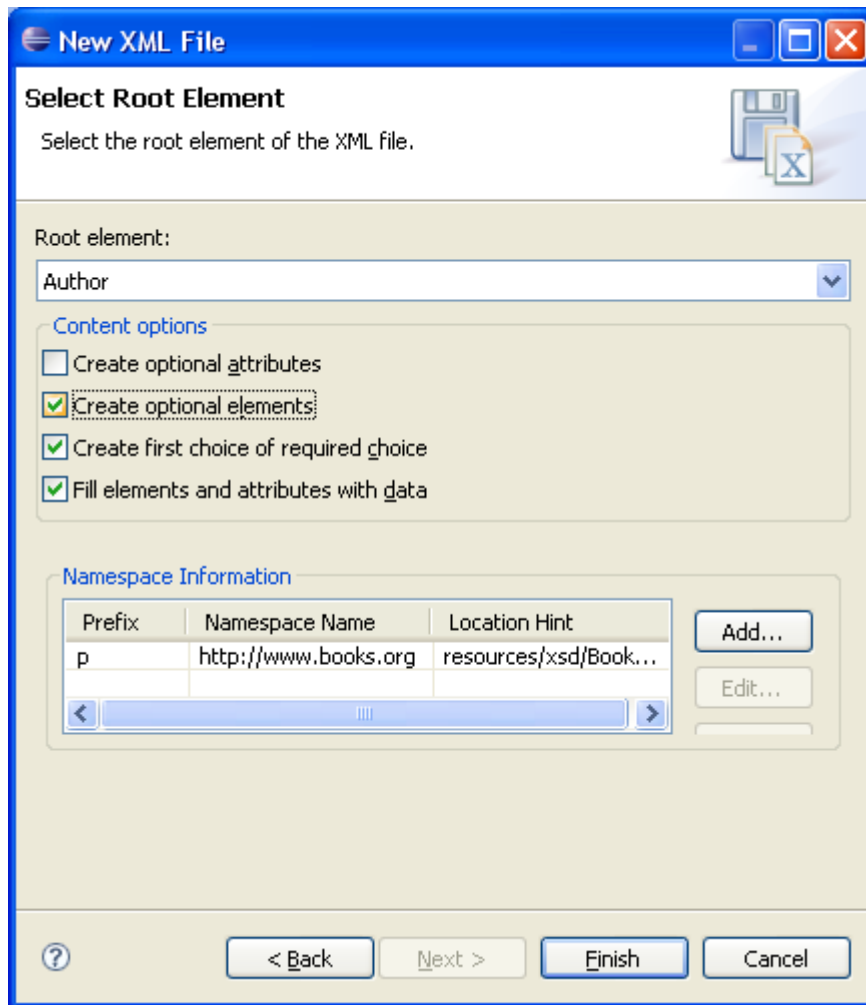 New XML File
Select Root Element
Select the root element of the XML file.
X
Root element:
Author
Content options
Create optional attributes
Create optional elements
Create first choice of required choice
Fill elements and attributes with data
Namespace Information
Prefix Namespace Name Location Hint
p http://www.books.org resources/xsd/Book...
Add...
Edit...
? < Back Next > Finish Cancel